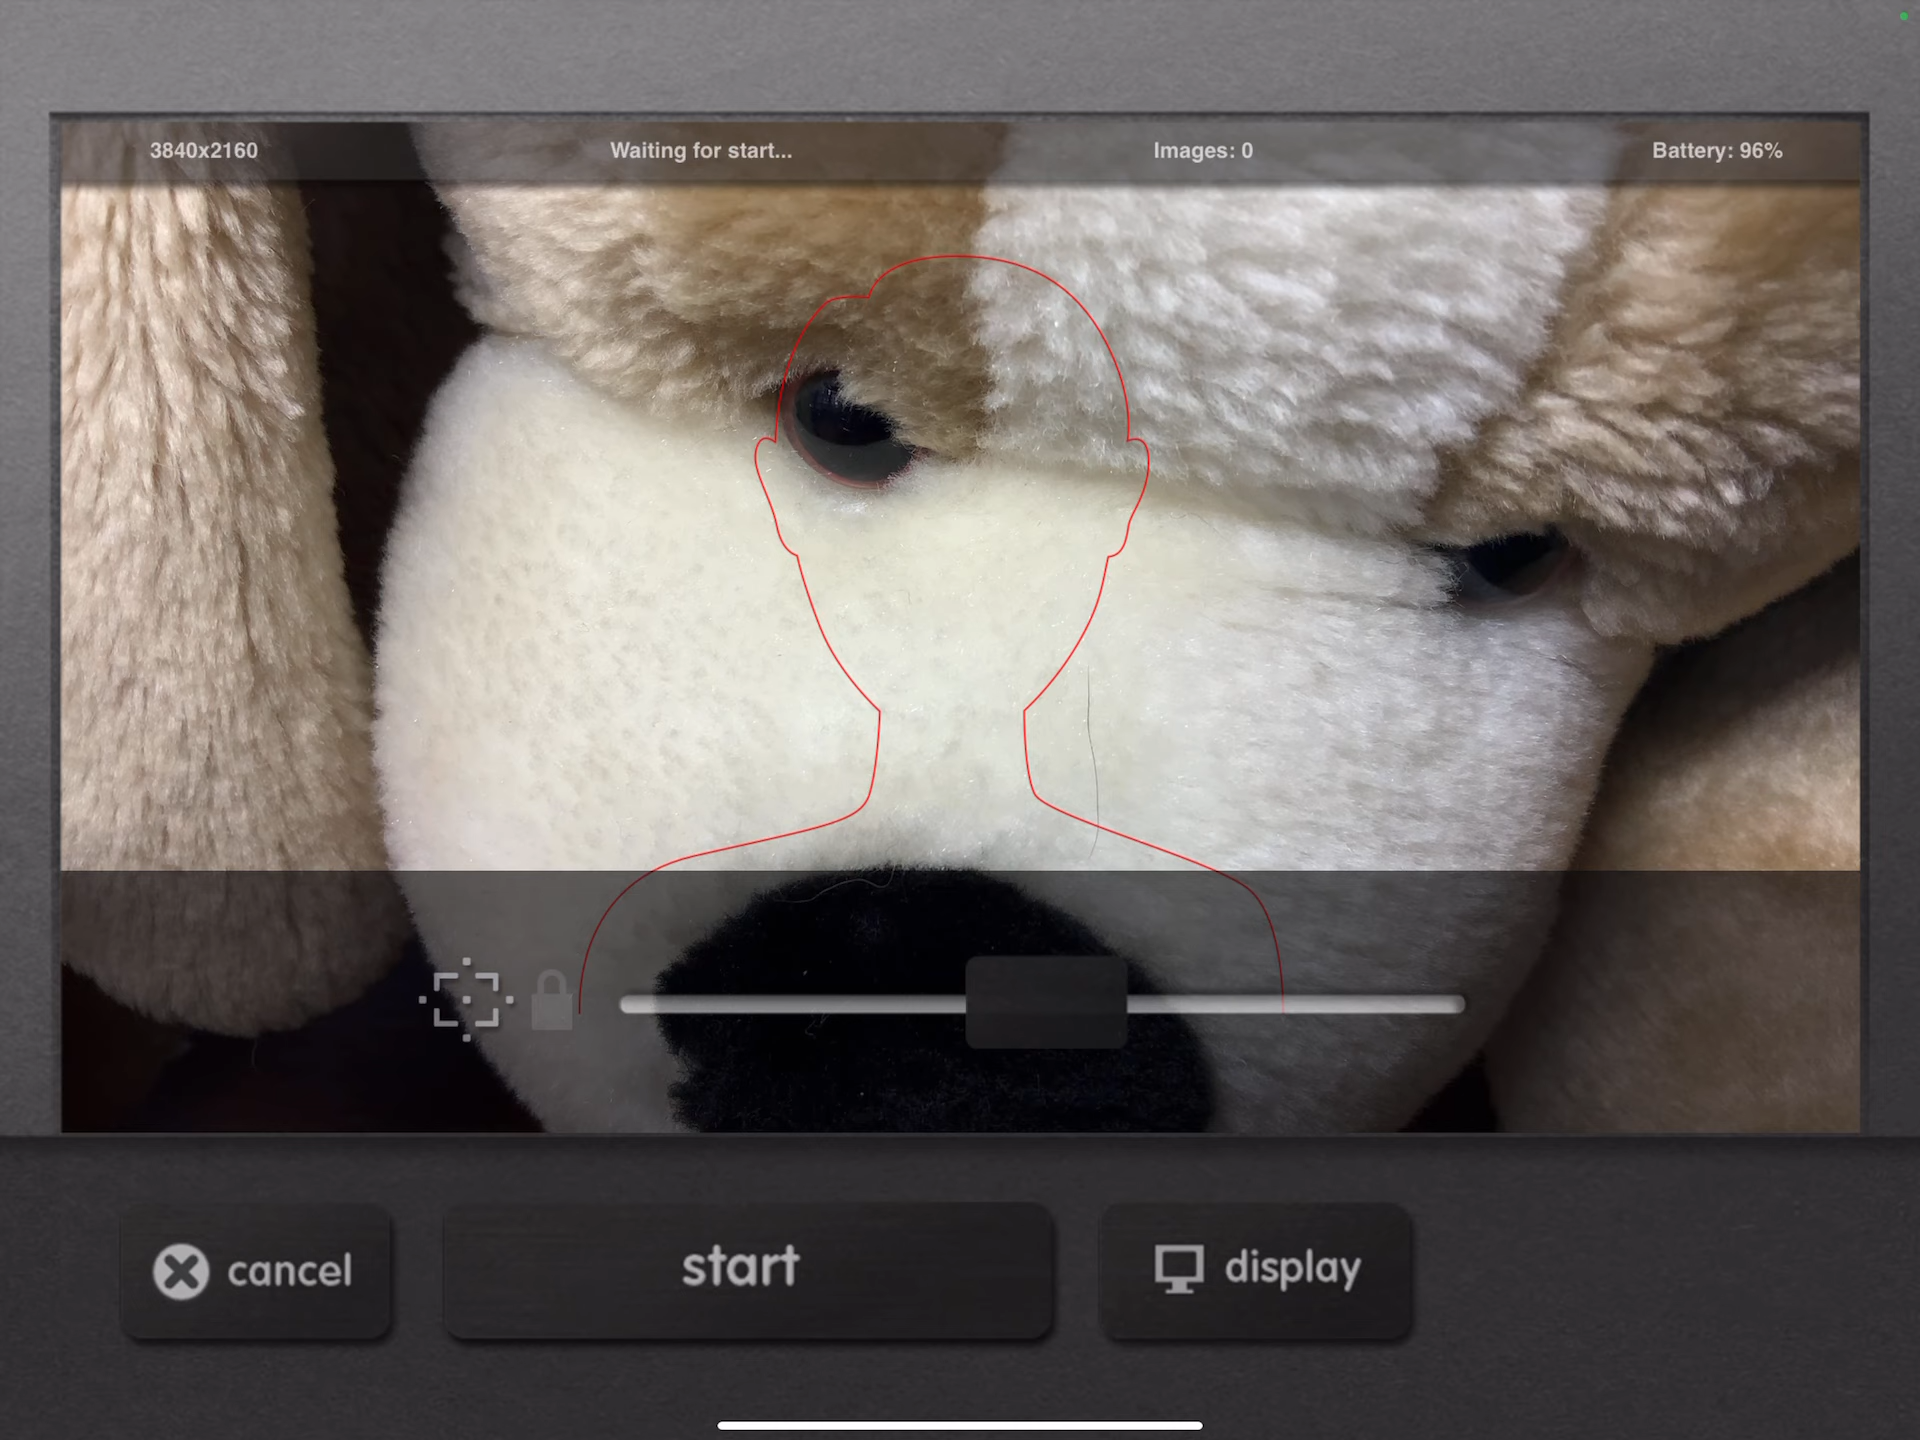 3840x2160
Waiting for start...
Images: 0
Battery: 96%
cancel
start
display